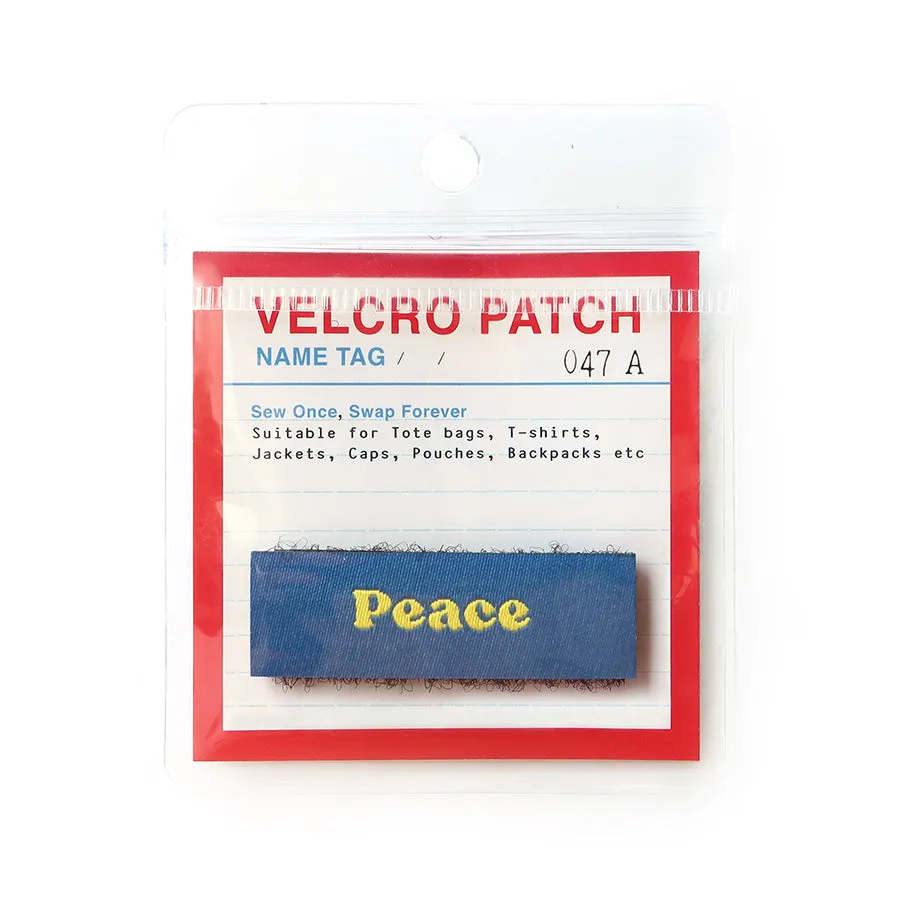 VELCRO PATCH
NAME TAG / / 047 A
Sew Once, Swap Forever
Suitable for Tote bags, T-shirts,
Jackets, Caps, Pouches, Backpacks etc
Peace